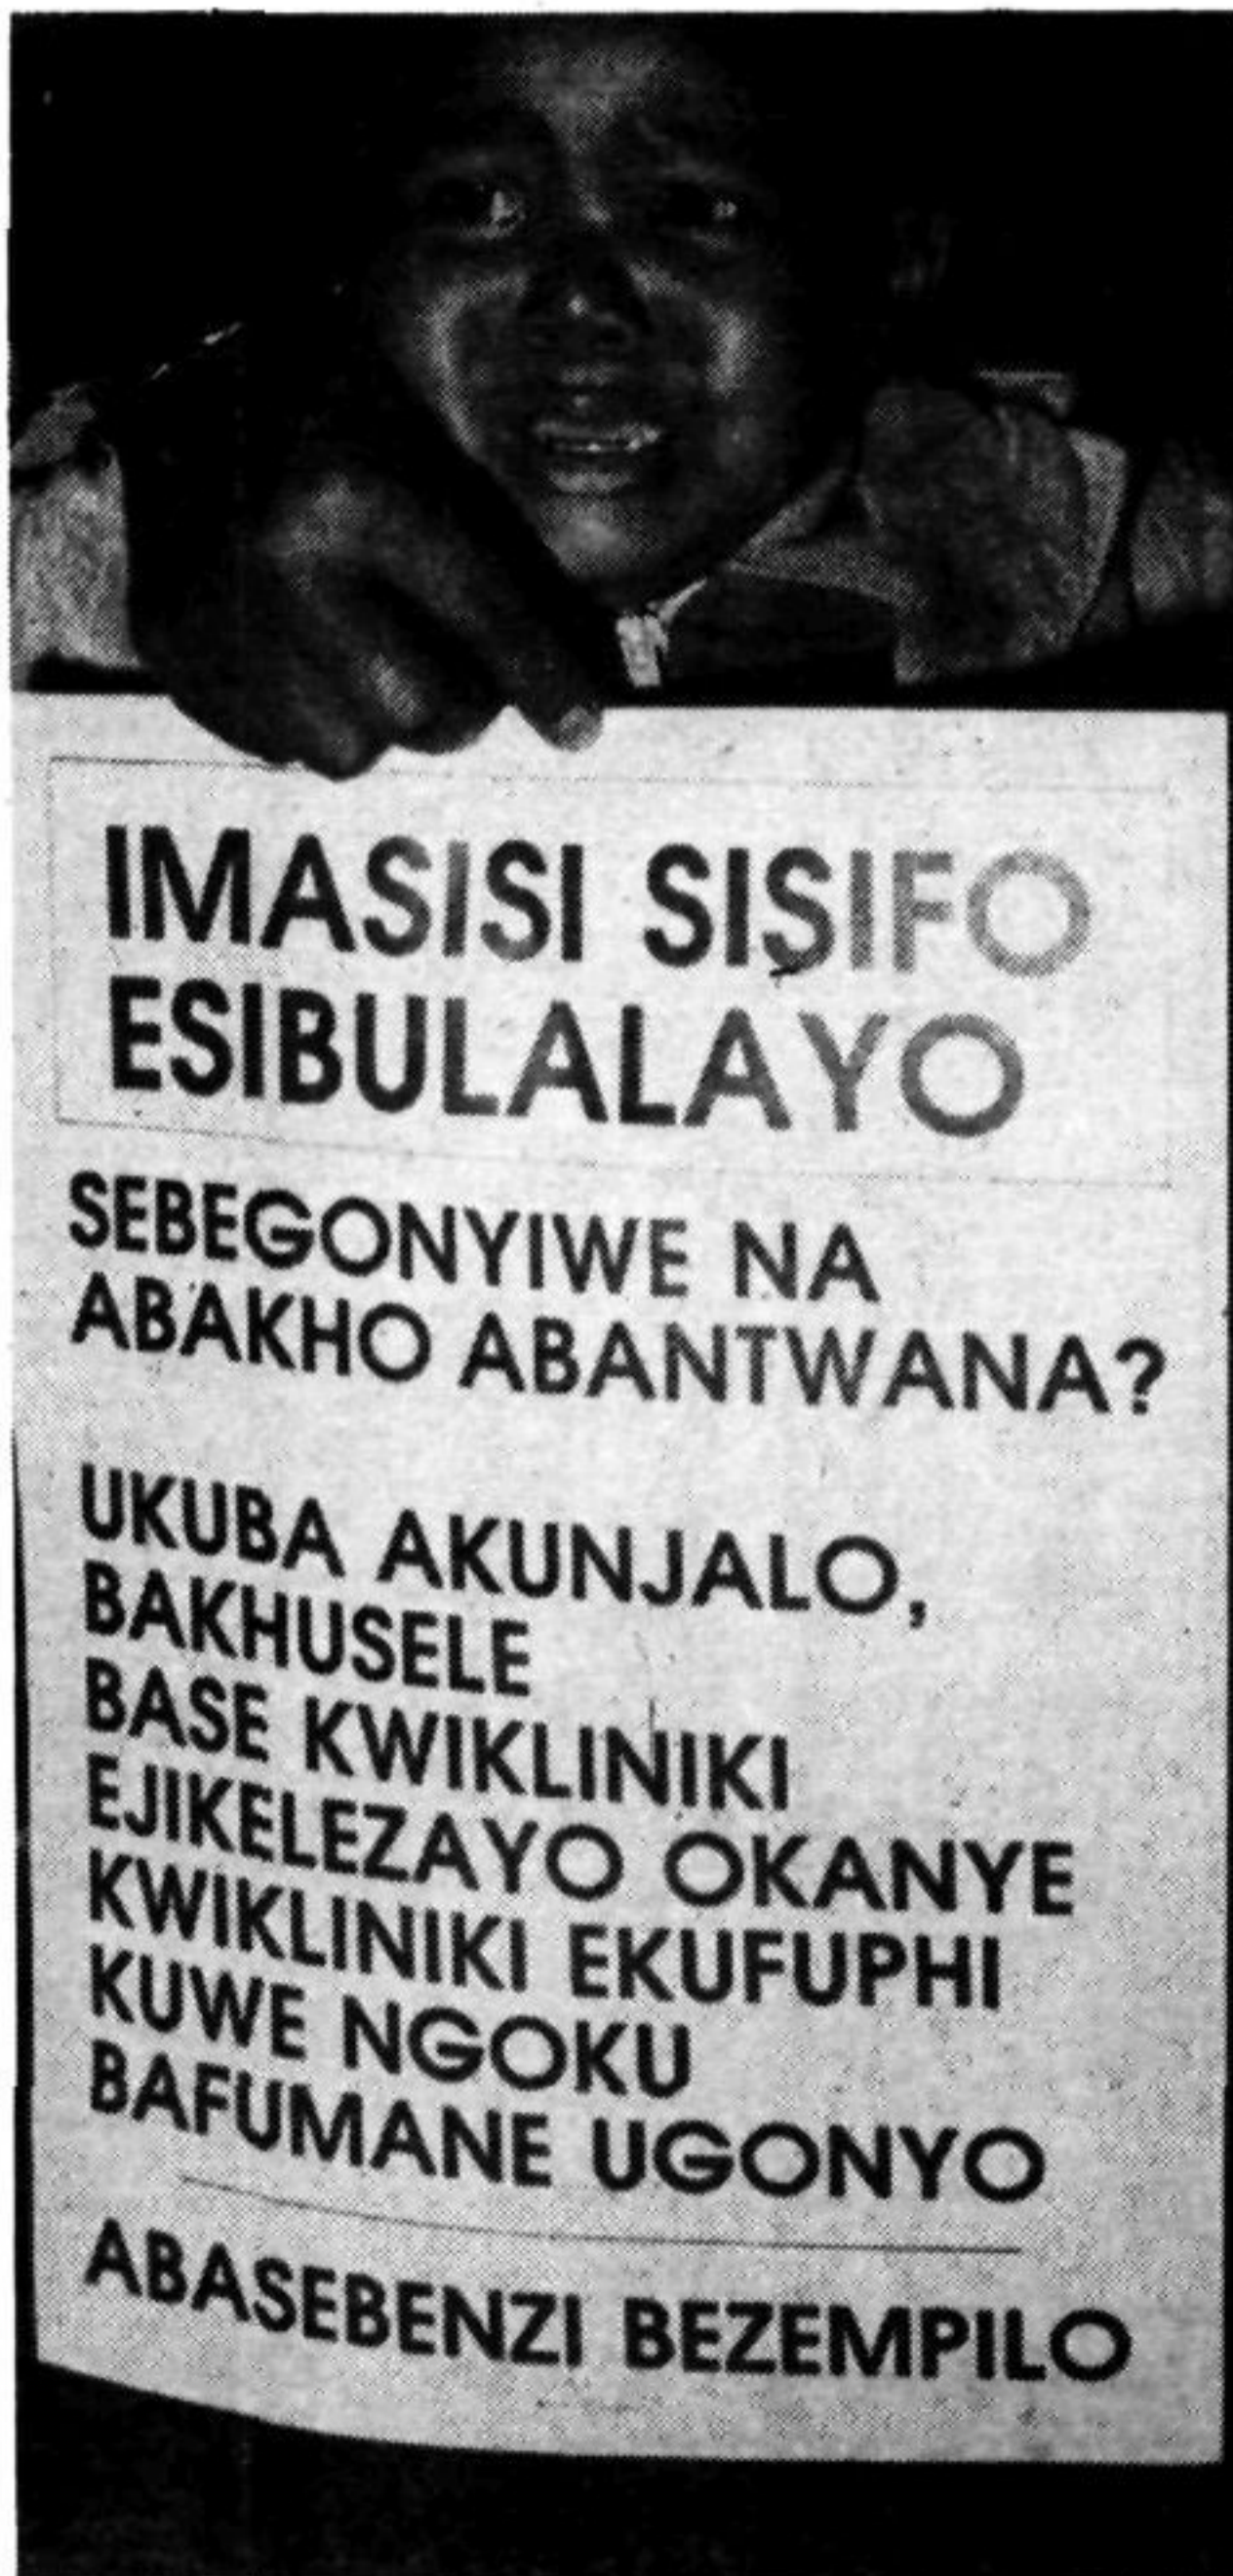 IMASISI SISIFO
ESIBULALAYO
SEBEGONYIWE NA
ABAKHO ABANTWANA?
UKUBA AKUNJALO,
BAKHUSELE
BASE KWIKLINIKI
EJIKELEZAYO OKANYE
KWIKLINIKI EKUFUPHI
KUWE NGOKU
BAFUMANE UGONYO
ABASEBENZI BEZEMPILO